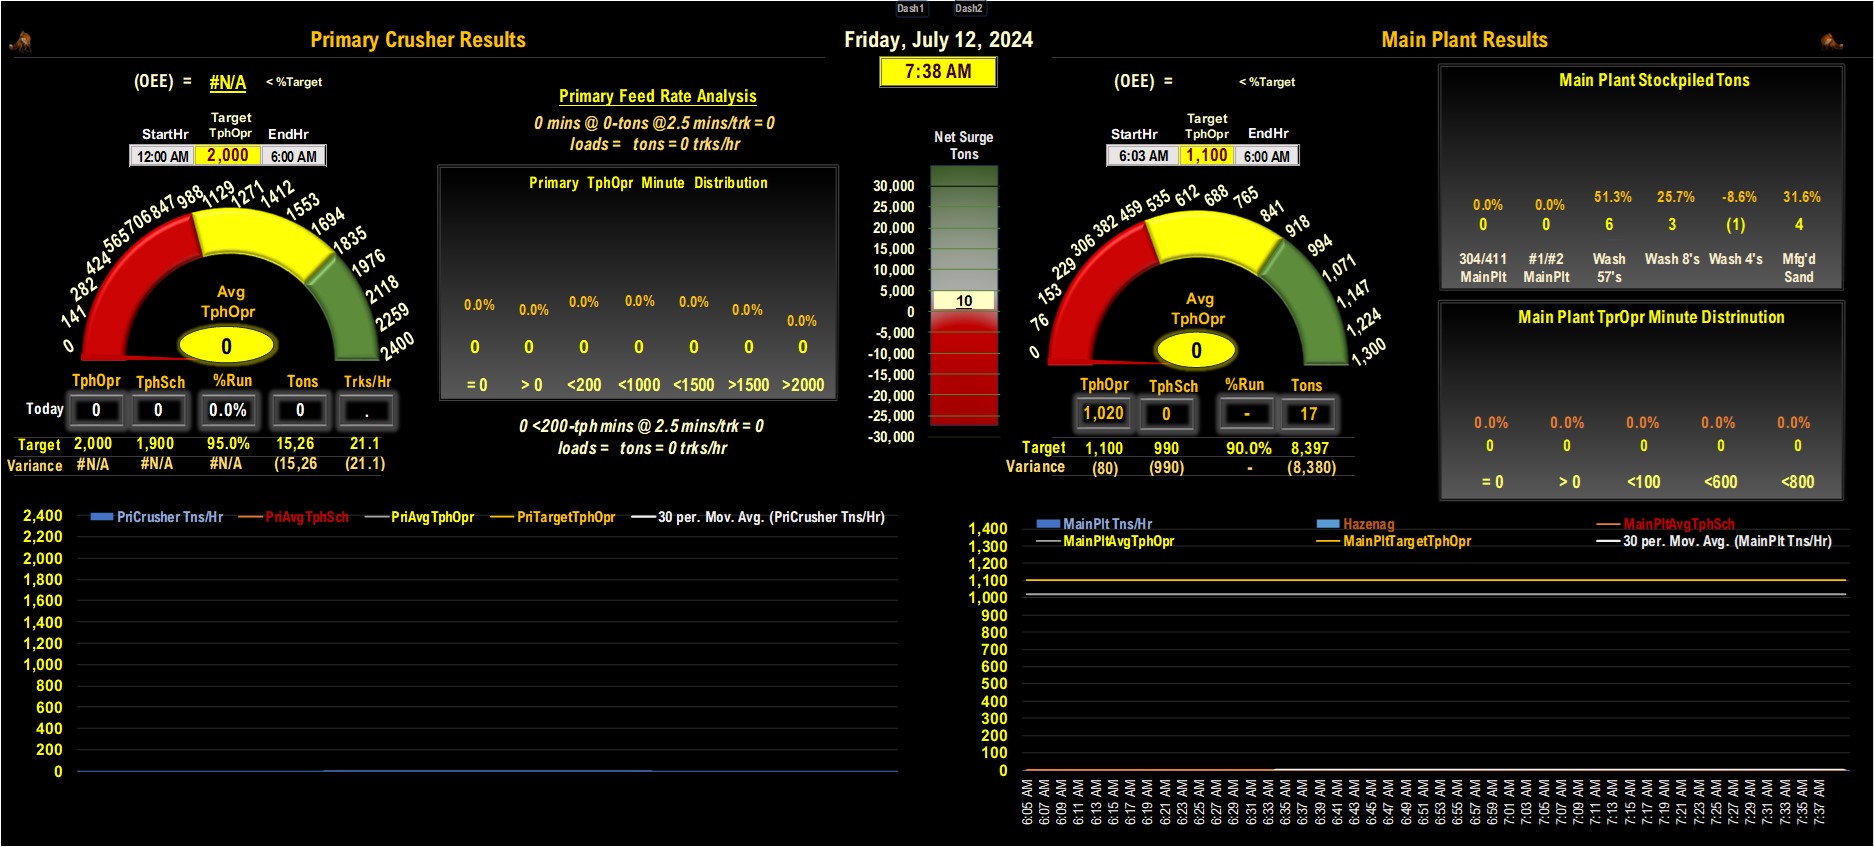 Dash1 Dash2
Primary Crusher Results
Friday, July 12, 2024
Main Plant Results
7:38 AM
(OEE) = #N/A < %Target
Target
StartHr TphOpr EndHr
12:00 AM 2,000 6:00 AM
0 141 282 424 565 706 847 988 1129 1271 1412 1553 1694 1835 1976 2118 2259 2400
Avg
TphOpr
0
TphOpr TphSch %Run Tons Trks/Hr
Today 0 0 0.0% 0 .
Target 2,000 1,900 95.0% 15,26 21.1
Variance #N/A #N/A #N/A (15,26 (21.1)
Primary Feed Rate Analysis
0 mins @ 0-tons @2.5 mins/trk = 0
loads = tons = 0 trks/hr
Primary TphOpr Minute Distribution
0.0% 0.0% 0.0% 0.0% 0.0% 0.0% 0.0%
0 0 0 0 0 0 0
= 0 > 0 <200 <1000 <1500 >1500 >2000
0 <200-tph mins @ 2.5 mins/trk = 0
loads = tons = 0 trks/hr
Net Surge
Tons
30,000
25,000
20,000
15,000
10,000
5,000
10
0
-5,000
-10,000
-15,000
-20,000
-25,000
-30,000
(OEE) = < %Target
Target
StartHr TphOpr EndHr
6:03 AM 1,100 6:00 AM
0 76 153 229 306 382 459 535 612 688 765 841 918 994 1,071 1,147 1,224 1,300
Avg
TphOpr
0
TphOpr TphSch %Run Tons
1,020 0 - 17
Target 1,100 990 90.0% 8,397
Variance (80) (990) - (8,380)
Main Plant Stockpiled Tons
0.0% 0.0% 51.3% 25.7% -8.6% 31.6%
0 0 6 3 (1) 4
304/411 #1/#2 Wash Wash 8's Wash 4's Mfg'd
MainPlt MainPlt 57's Sand
Main Plant TprOpr Minute Distrinution
0.0% 0.0% 0.0% 0.0% 0.0%
0 0 0 0 0
= 0 > 0 <100 <600 <800
PriCrusher Tns/Hr PriAvgTphSch PriAvgTphOpr PriTargetTphOpr 30 per. Mov. Avg. (PriCrusher Tns/Hr)
2,400
2,200
2,000
1,800
1,600
1,400
1,200
1,000
800
600
400
200
0
MainPlt Tns/Hr Hazenag MainPltAvgTphSch
MainPltAvgTphOpr MainPltTargetTphOpr 30 per. Mov. Avg. (MainPlt Tns/Hr)
1,400
1,300
1,200
1,100
1,000
900
800
700
600
500
400
300
200
100
0
6:05 AM 6:07 AM 6:09 AM 6:11 AM 6:13 AM 6:15 AM 6:17 AM 6:19 AM 6:21 AM 6:23 AM 6:25 AM 6:27 AM 6:29 AM 6:31 AM 6:33 AM 6:35 AM 6:37 AM 6:39 AM 6:41 AM 6:43 AM 6:45 AM 6:47 AM 6:49 AM 6:51 AM 6:53 AM 6:55 AM 6:57 AM 6:59 AM 7:01 AM 7:03 AM 7:05 AM 7:07 AM 7:09 AM 7:11 AM 7:13 AM 7:15 AM 7:17 AM 7:19 AM 7:21 AM 7:23 AM 7:25 AM 7:27 AM 7:29 AM 7:31 AM 7:33 AM 7:35 AM 7:37 AM